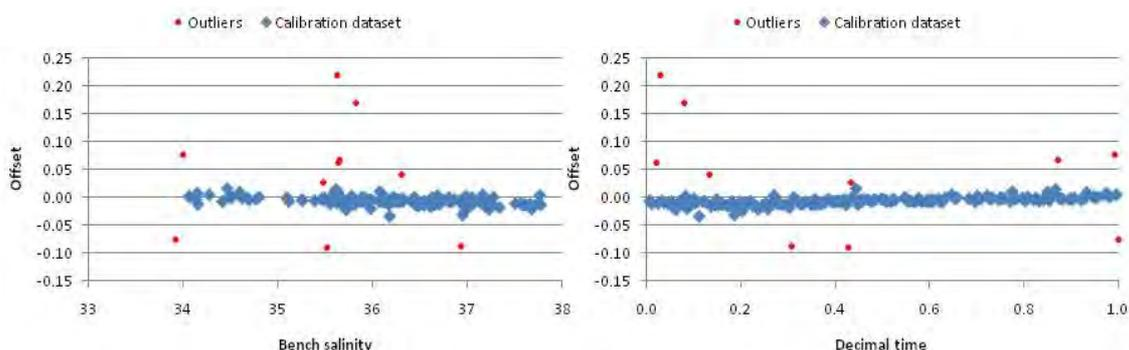 Outliers Calibration dataset
0.25
0.20
0.15
0.10
0.05
0.00
-0.05
-0.10
-0.15
Offset
33 34 35 36 37 38
Bench salinity
Outliers Calibration dataset
0.25
0.20
0.15
0.10
0.05
0.00
-0.05
-0.10
-0.15
Offset
0.0 0.2 0.4 0.6 0.8 1.0
Decimal time